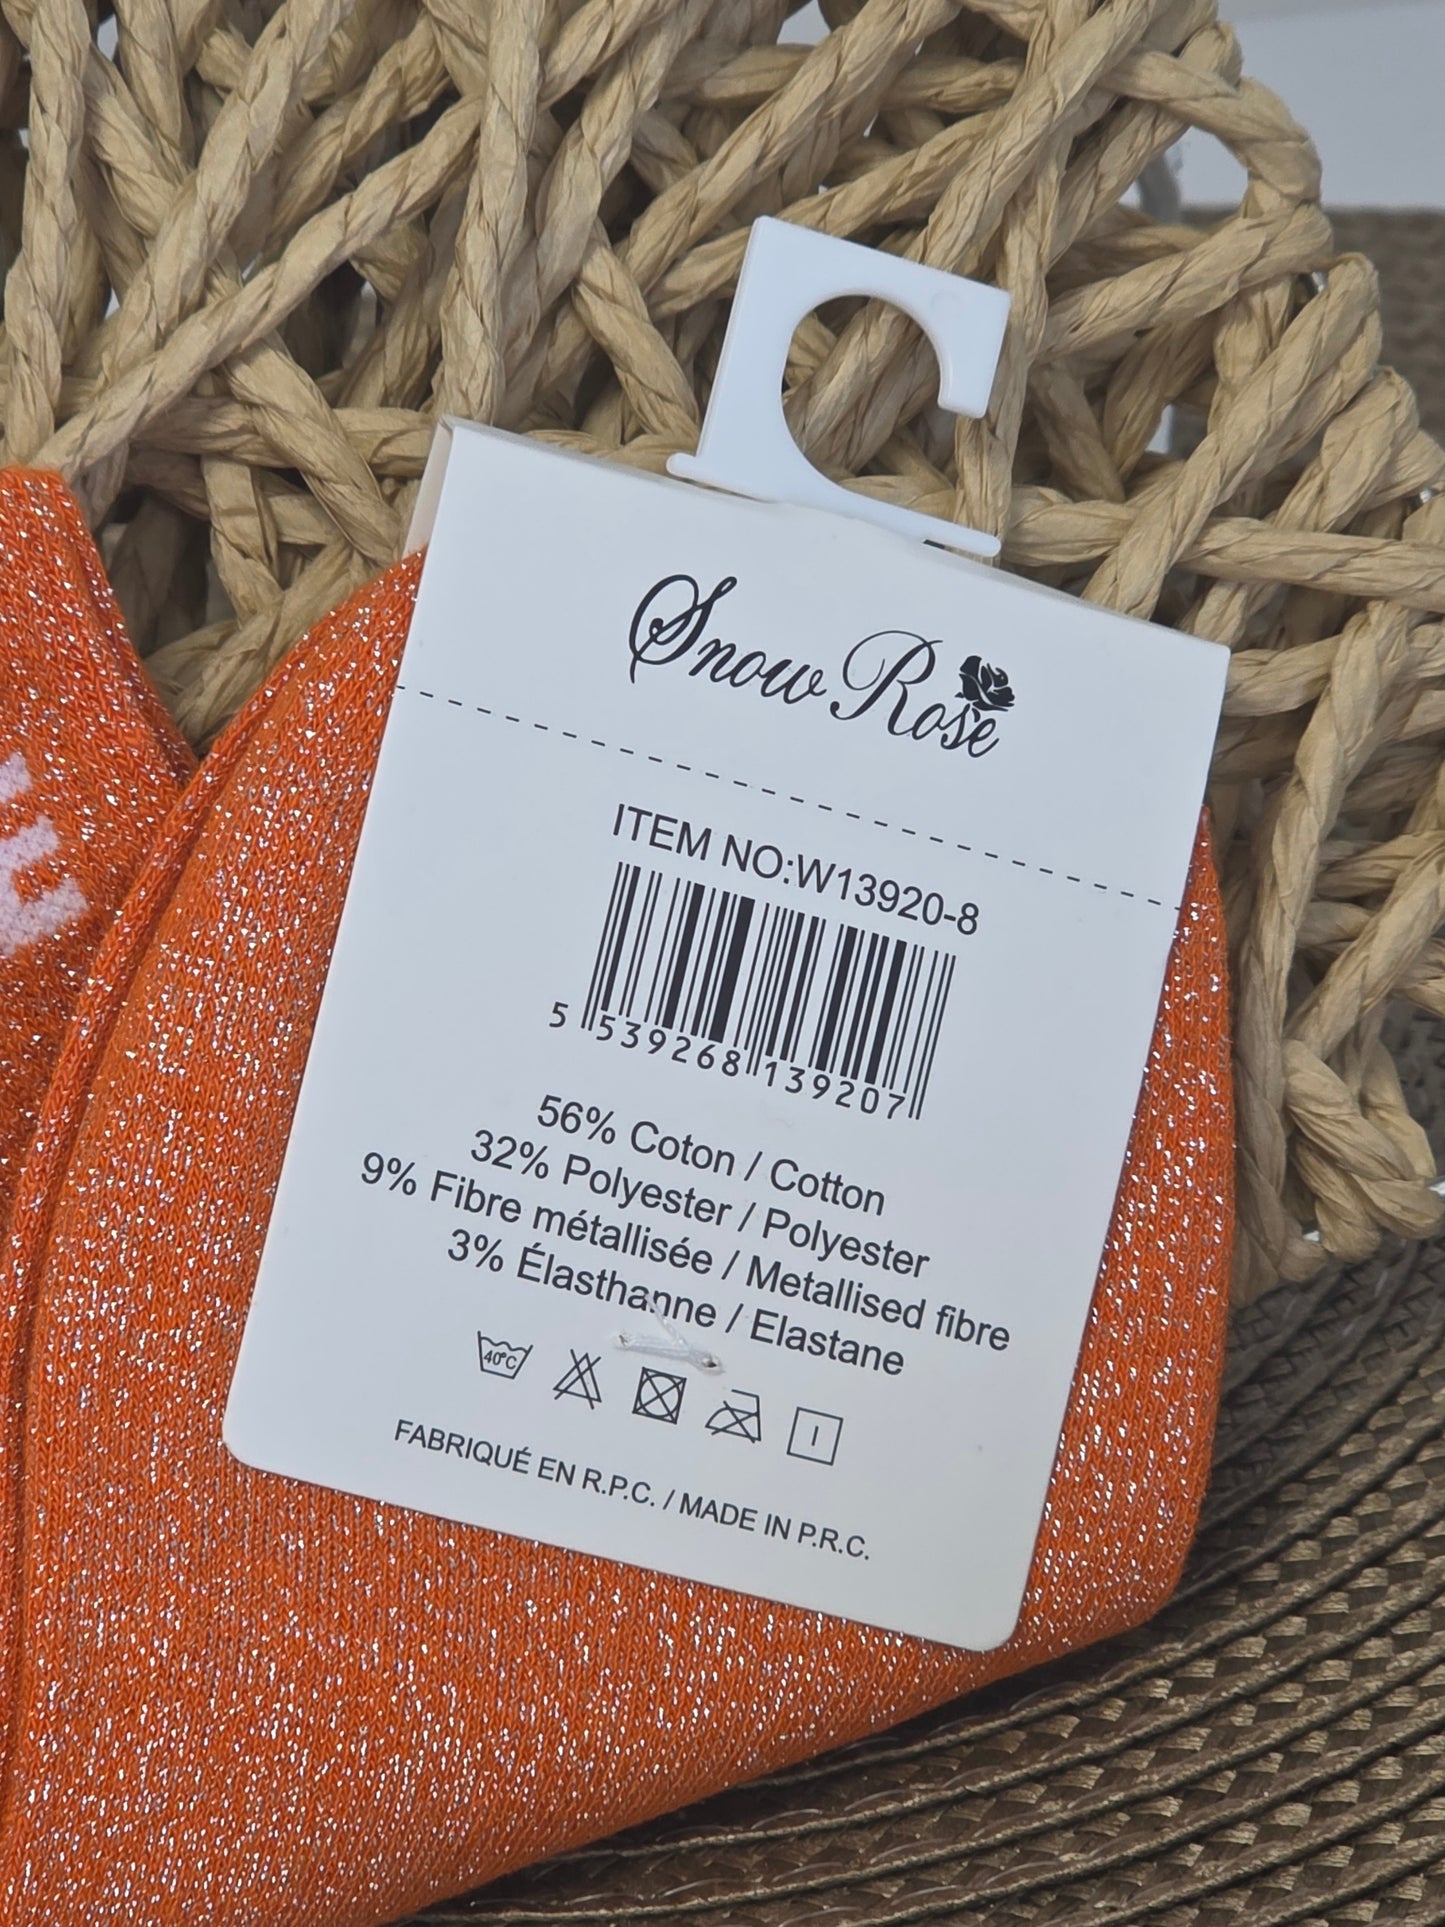 Snow Rose
ITEM NO:W13920-8
5 539268 139207
56% Coton / Cotton
32% Polyester / Polyester
9% Fibre métallisée / Metallised fibre
3% Élasthanne / Elastane
40°C
FABRIQUÉ EN R.P.C. / MADE IN P.R.C.